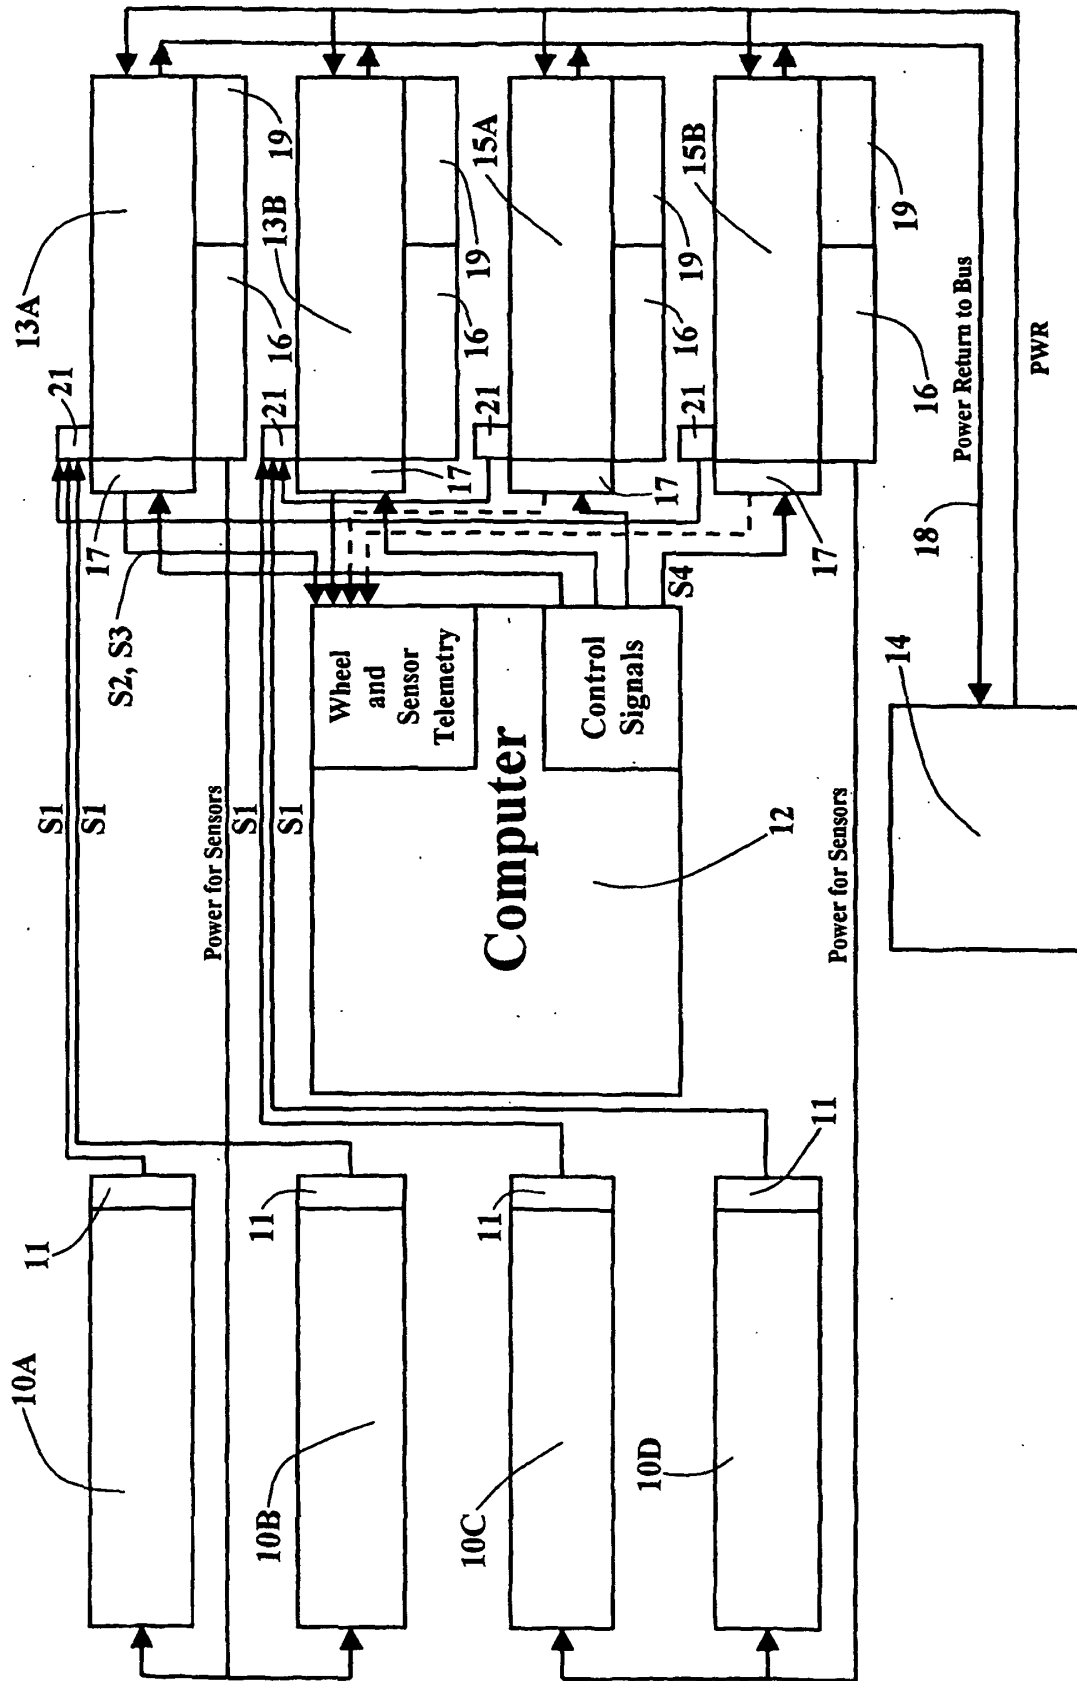 13A
21
17
S2, S3
19
16
13B
21
17
19
16
15A
21
17
19
16
15B
21
17
19
16
S4
Power Return to Bus
PWR
18
14
Wheel
and
Sensor
Telemetry
Control
Signals
Computer
12
S1
S1
S1
S1
Power for Sensors
Power for Sensors
11
10A
11
10B
11
10C
11
10D